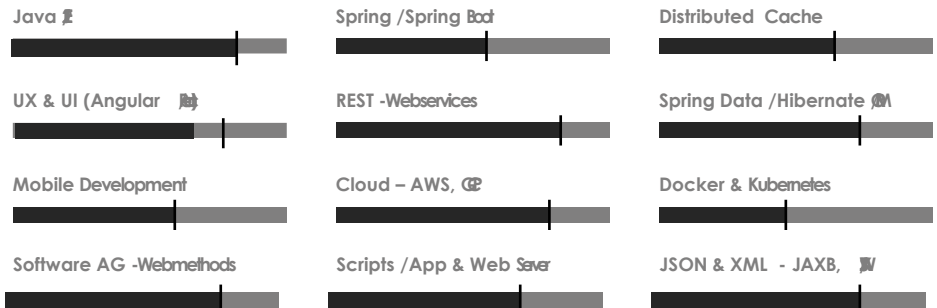 Java
Spring /Spring Boot
Distributed Cache
UX & UI (Angular
REST -Webservices
Spring Data /Hibernate
Mobile Development
Cloud – AWS, GCP
Docker & Kubernetes
Software AG -Webmethods
Scripts /App & Web Server
JSON & XML - JAXB,